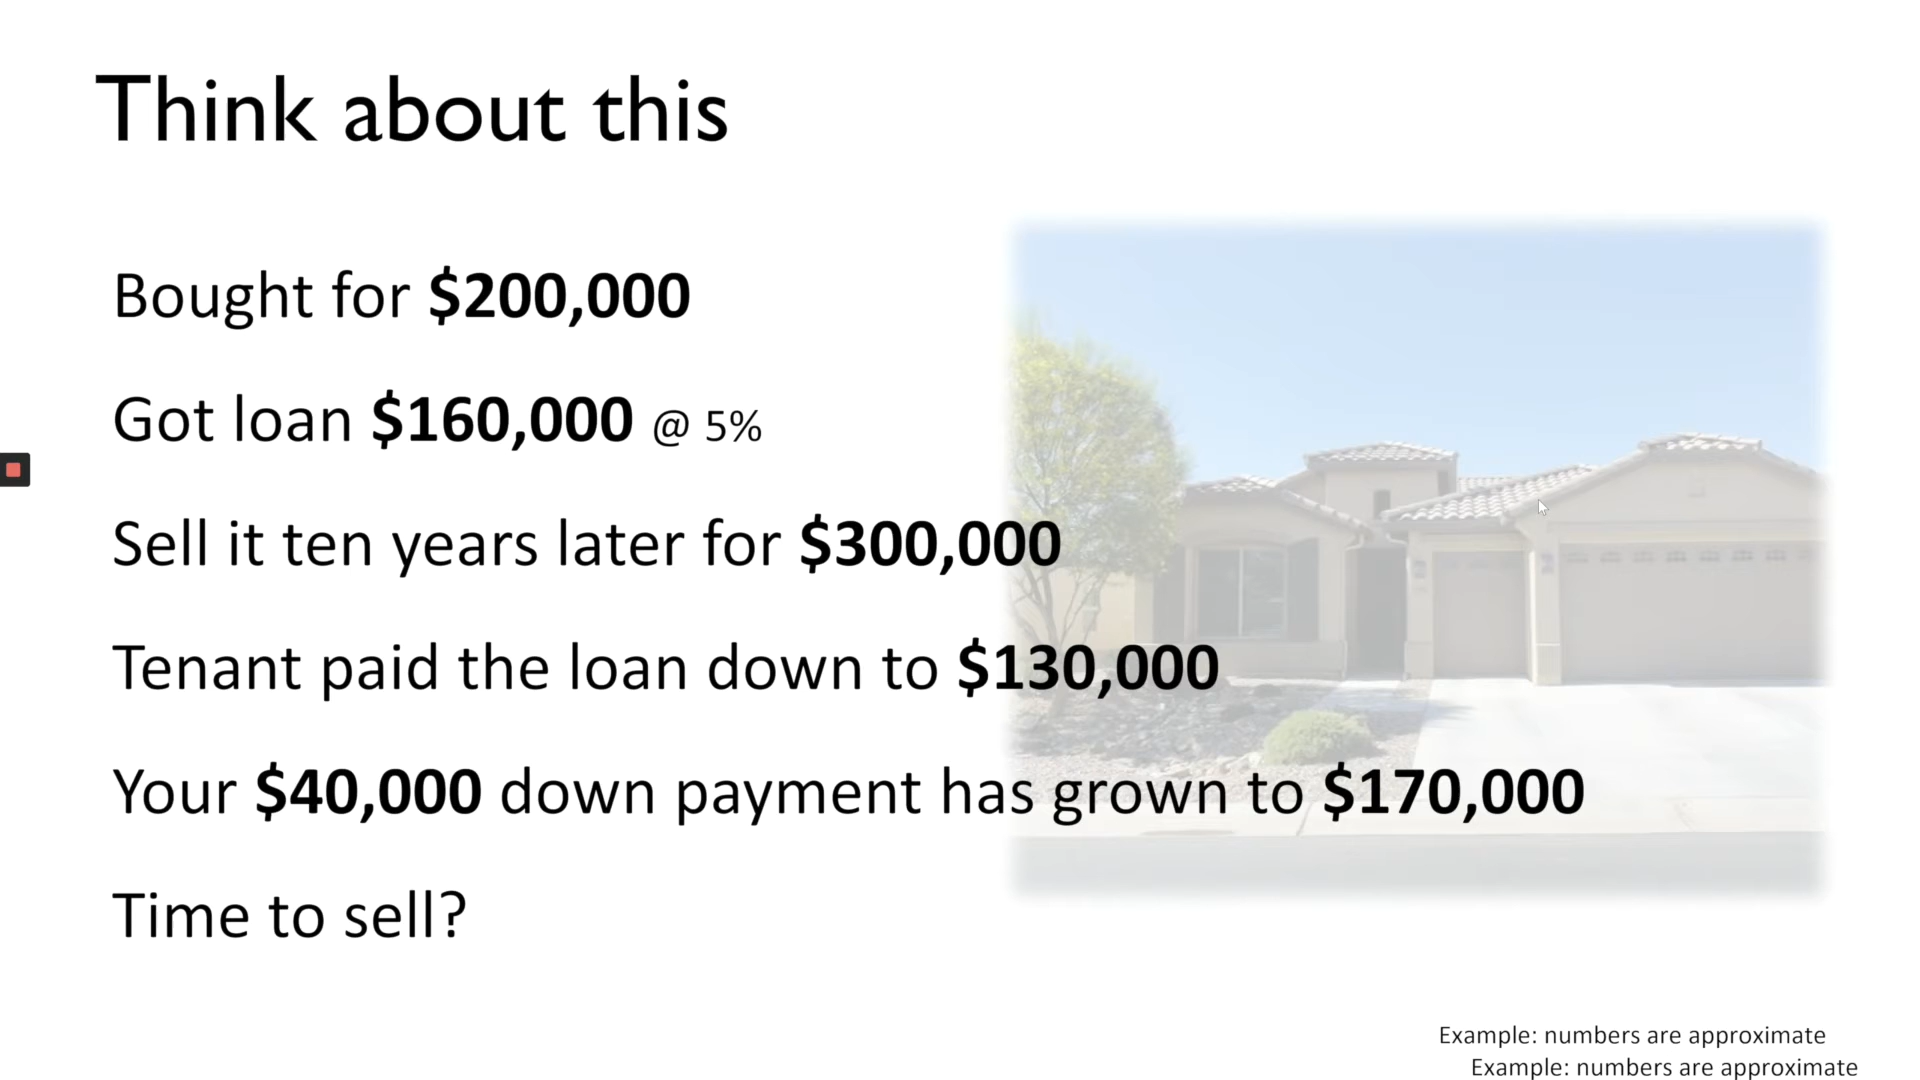 Think about this
Bought for $200,000
Got loan $160,000 @ 5%
Sell it ten years later for $300,000
Tenant paid the loan down to $130,000
Your $40,000 down payment has grown to $170,000
Time to sell?
Example: numbers are approximate
Example: numbers are approximate